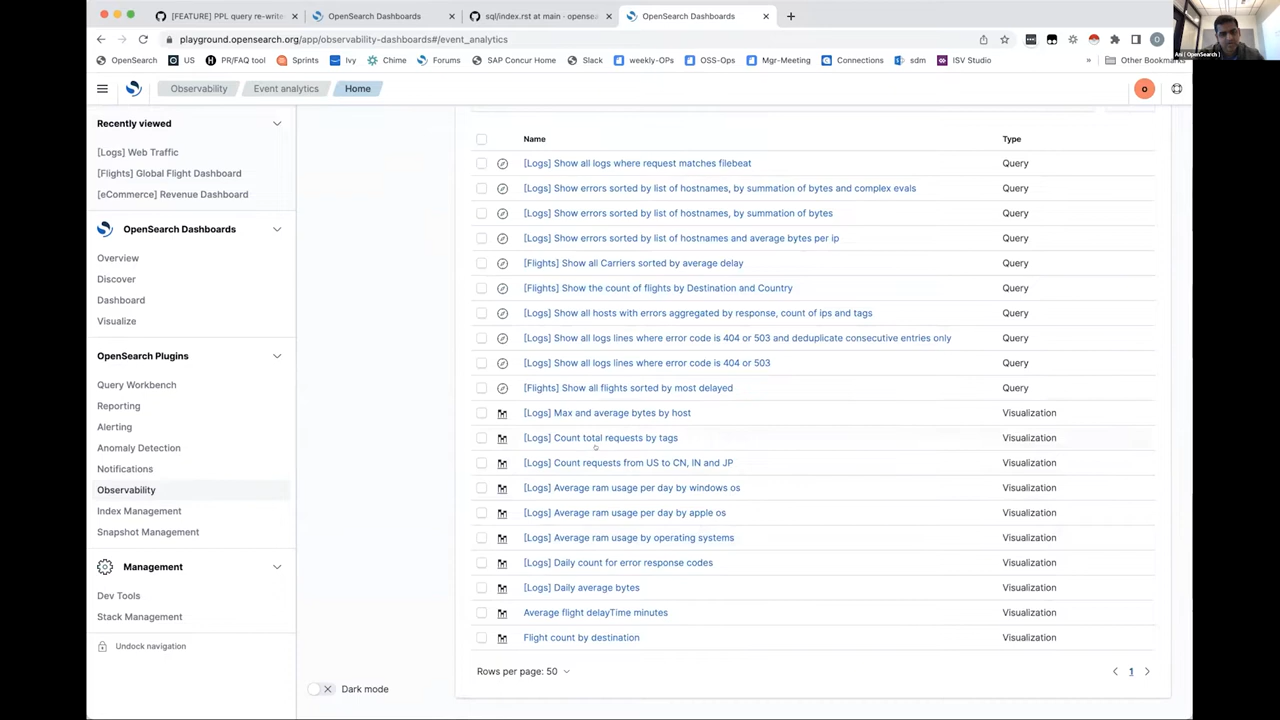 [FEATURE] PPL query re-write
OpenSearch Dashboards
sql/index.rst at main · opense
OpenSearch Dashboards
playground.opensearch.org/app/observability-dashboards#/event_analytics
OpenSearch
US
PR/FAQ tool
Sprints
Ivy
Chime
Forums
SAP Concur Home
Slack
weekly-OPs
OSS-Ops
Mgr-Meeting
Connections
sdm
ISV Studio
»
Other Bookmarks
Ani [ OpenSearch ]
Observability
Event analytics
Home
o
Recently viewed
[Logs] Web Traffic
[Flights] Global Flight Dashboard
[eCommerce] Revenue Dashboard
OpenSearch Dashboards
Overview
Discover
Dashboard
Visualize
OpenSearch Plugins
Query Workbench
Reporting
Alerting
Anomaly Detection
Notifications
Observability
Index Management
Snapshot Management
Management
Dev Tools
Stack Management
Undock navigation
Name Type
[Logs] Show all logs where request matches filebeat Query
[Logs] Show errors sorted by list of hostnames, by summation of bytes and complex evals Query
[Logs] Show errors sorted by list of hostnames, by summation of bytes Query
[Logs] Show errors sorted by list of hostnames and average bytes per ip Query
[Flights] Show all Carriers sorted by average delay Query
[Flights] Show the count of flights by Destination and Country Query
[Logs] Show all hosts with errors aggregated by response, count of ips and tags Query
[Logs] Show all logs lines where error code is 404 or 503 and deduplicate consecutive entries only Query
[Logs] Show all logs lines where error code is 404 or 503 Query
[Flights] Show all flights sorted by most delayed Query
[Logs] Max and average bytes by host Visualization
[Logs] Count total requests by tags Visualization
[Logs] Count requests from US to CN, IN and JP Visualization
[Logs] Average ram usage per day by windows os Visualization
[Logs] Average ram usage per day by apple os Visualization
[Logs] Average ram usage by operating systems Visualization
[Logs] Daily count for error response codes Visualization
[Logs] Daily average bytes Visualization
Average flight delayTime minutes Visualization
Flight count by destination Visualization
Rows per page: 50
1
Dark mode